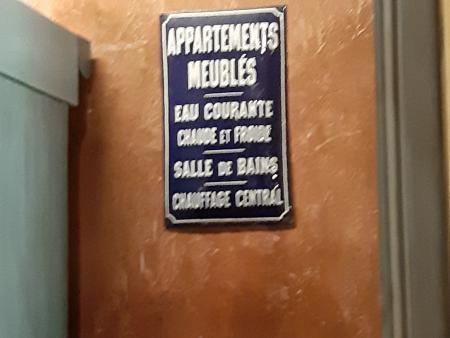 APPARTEMENTS
MEUBLÉS
EAU COURANTE
CHAUDE ET FROIDE
SALLE DE BAINS
CHAUFFAGE CENTRAL